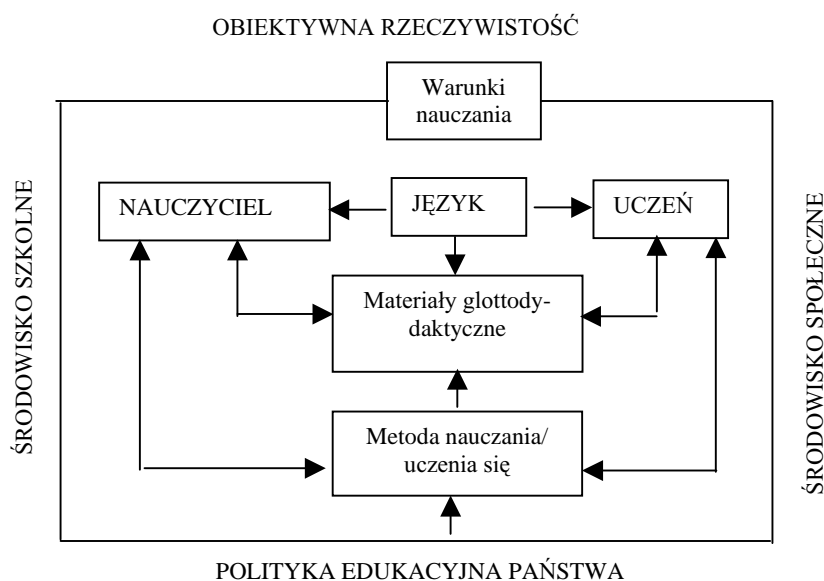 OBIEKTYWNA RZECZYWISTOŚĆ
Warunki
nauczania
ŚRODOWISKO SZKOLNE
NAUCZYCIEL
JĘZYK
UCZEŃ
ŚRODOWISKO SPOŁECZNE
Materiały glottody-
daktyczne
Metoda nauczania/
uczenia się
POLITYKA EDUKACYJNA PAŃSTWA